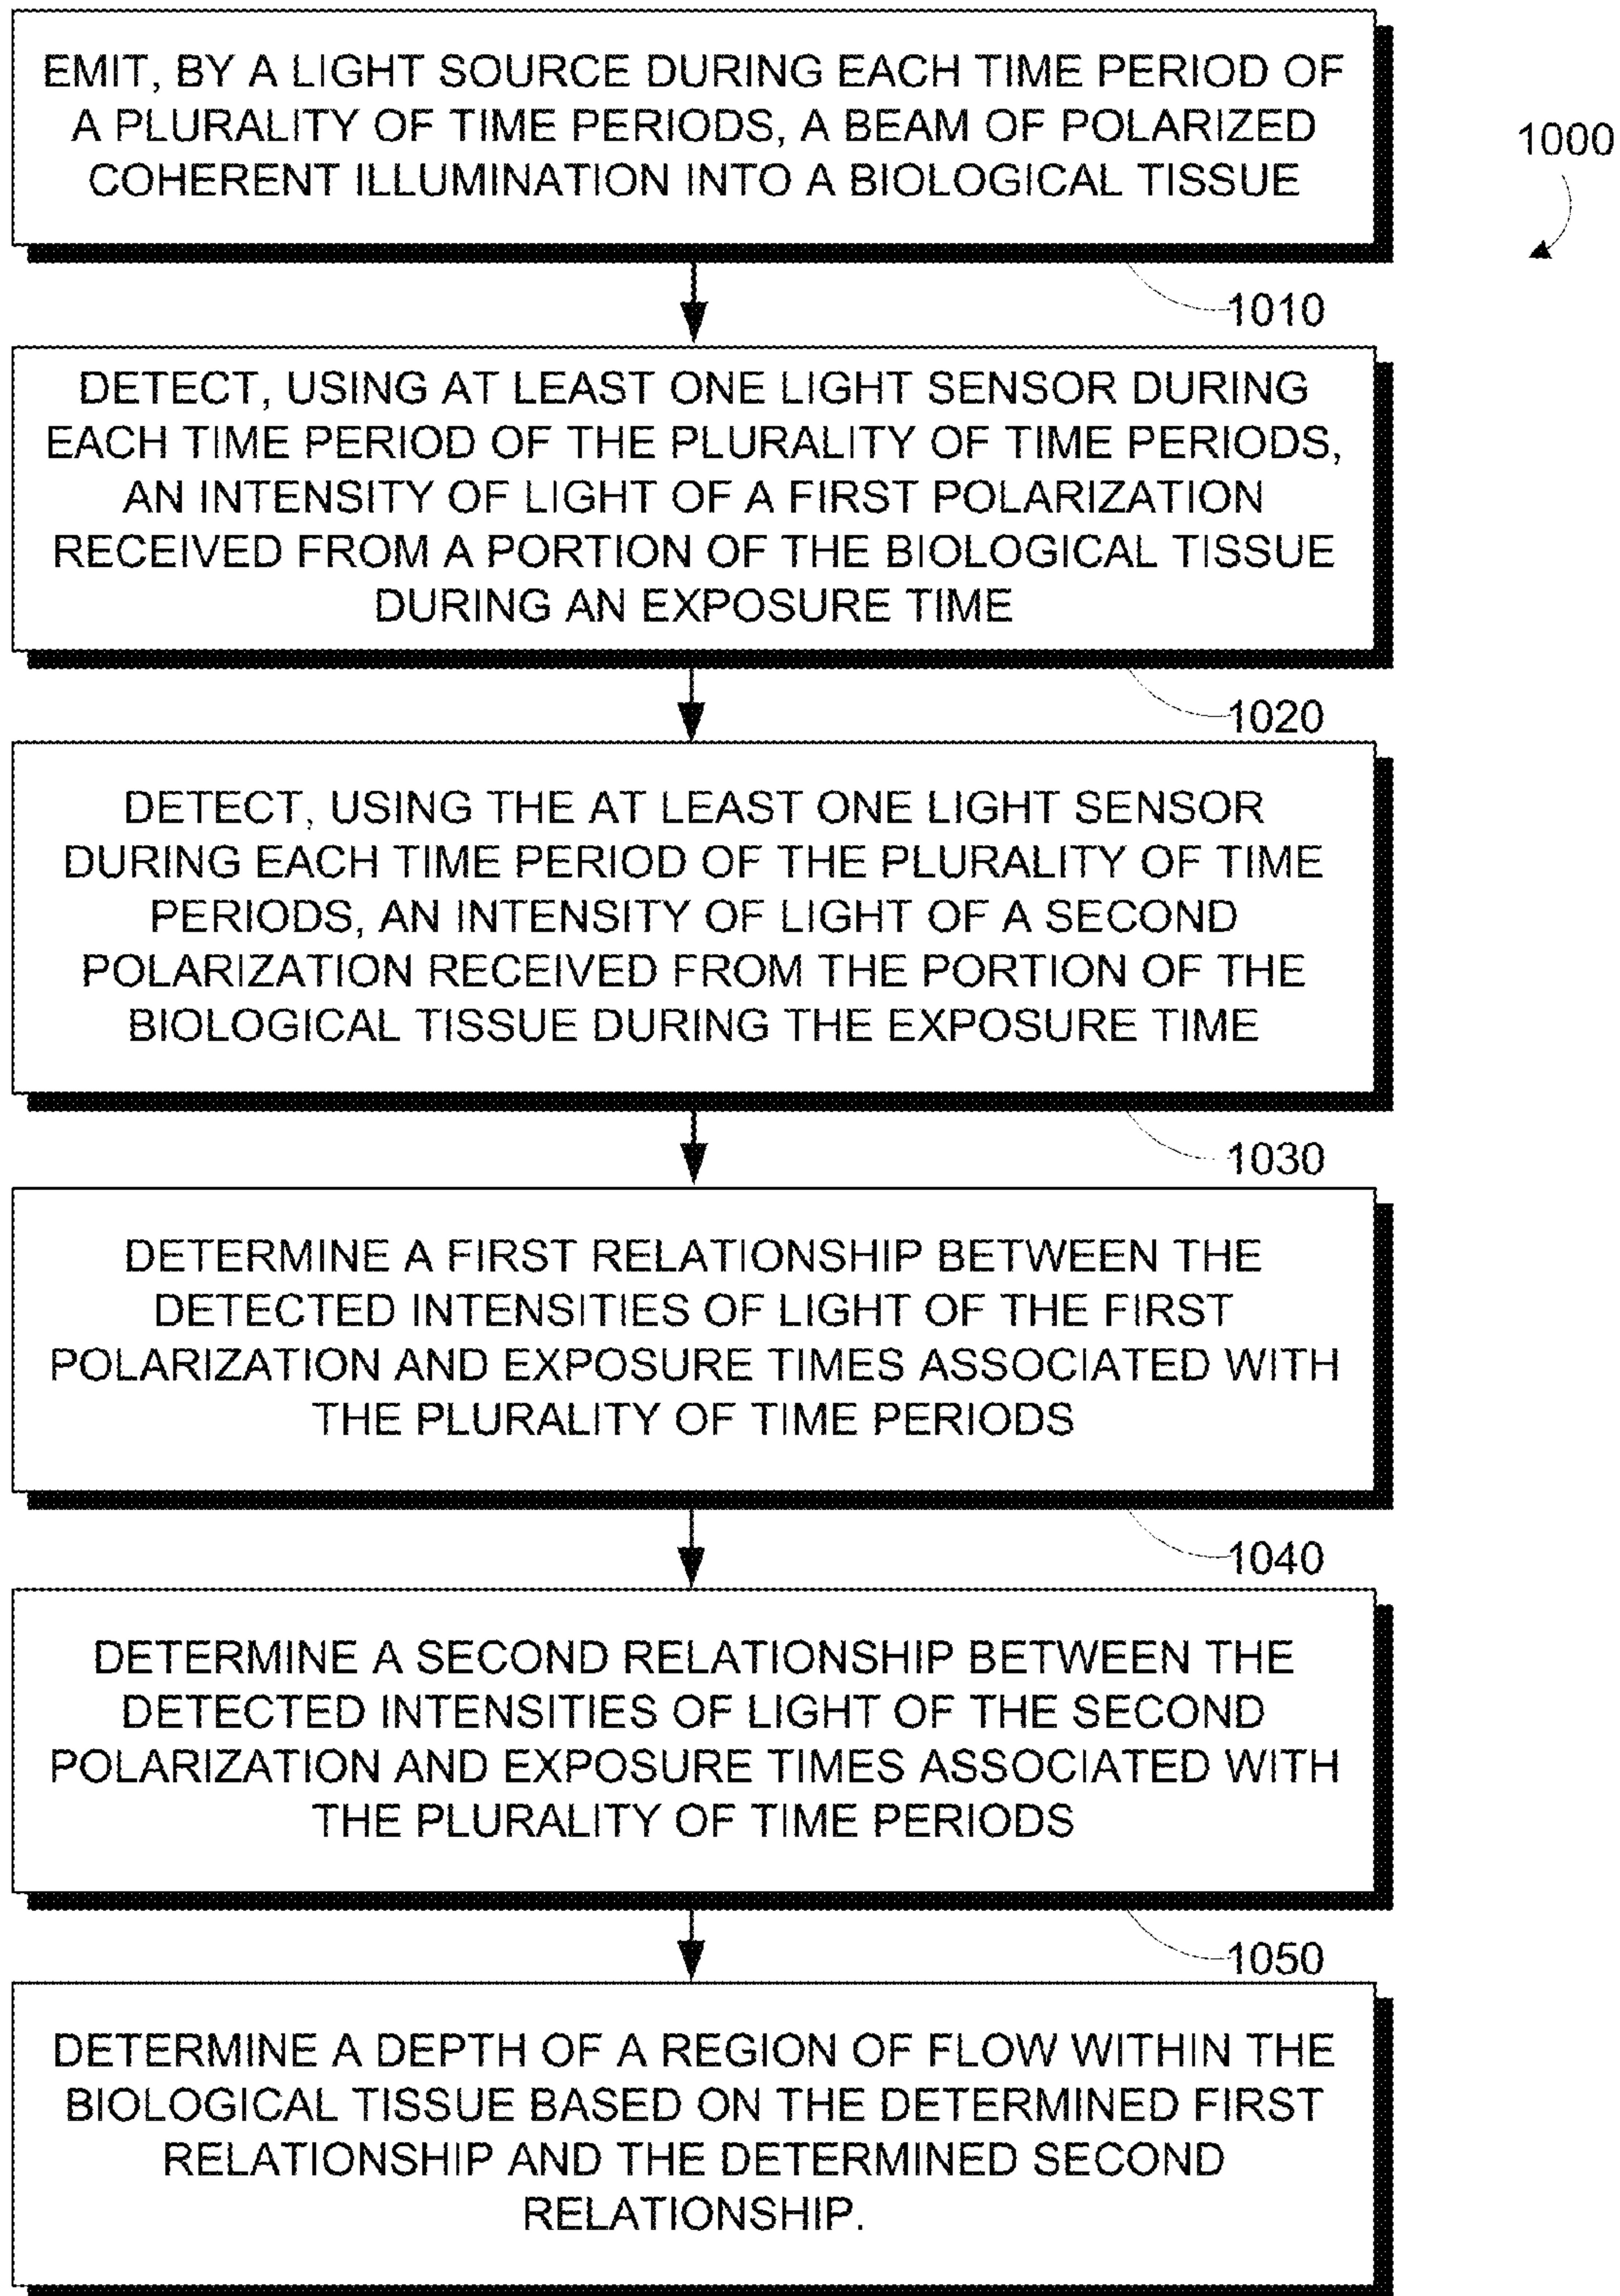 EMIT, BY A LIGHT SOURCE DURING EACH TIME PERIOD OF
A PLURALITY OF TIME PERIODS, A BEAM OF POLARIZED
COHERENT ILLUMINATION INTO A BIOLOGICAL TISSUE
1000
1010
DETECT, USING AT LEAST ONE LIGHT SENSOR DURING
EACH TIME PERIOD OF THE PLURALITY OF TIME PERIODS,
AN INTENSITY OF LIGHT OF A FIRST POLARIZATION
RECEIVED FROM A PORTION OF THE BIOLOGICAL TISSUE
DURING AN EXPOSURE TIME
1020
DETECT, USING THE AT LEAST ONE LIGHT SENSOR
DURING EACH TIME PERIOD OF THE PLURALITY OF TIME
PERIODS, AN INTENSITY OF LIGHT OF A SECOND
POLARIZATION RECEIVED FROM THE PORTION OF THE
BIOLOGICAL TISSUE DURING THE EXPOSURE TIME
1030
DETERMINE A FIRST RELATIONSHIP BETWEEN THE
DETECTED INTENSITIES OF LIGHT OF THE FIRST
POLARIZATION AND EXPOSURE TIMES ASSOCIATED WITH
THE PLURALITY OF TIME PERIODS
1040
DETERMINE A SECOND RELATIONSHIP BETWEEN THE
DETECTED INTENSITIES OF LIGHT OF THE SECOND
POLARIZATION AND EXPOSURE TIMES ASSOCIATED WITH
THE PLURALITY OF TIME PERIODS
1050
DETERMINE A DEPTH OF A REGION OF FLOW WITHIN THE
BIOLOGICAL TISSUE BASED ON THE DETERMINED FIRST
RELATIONSHIP AND THE DETERMINED SECOND
RELATIONSHIP.